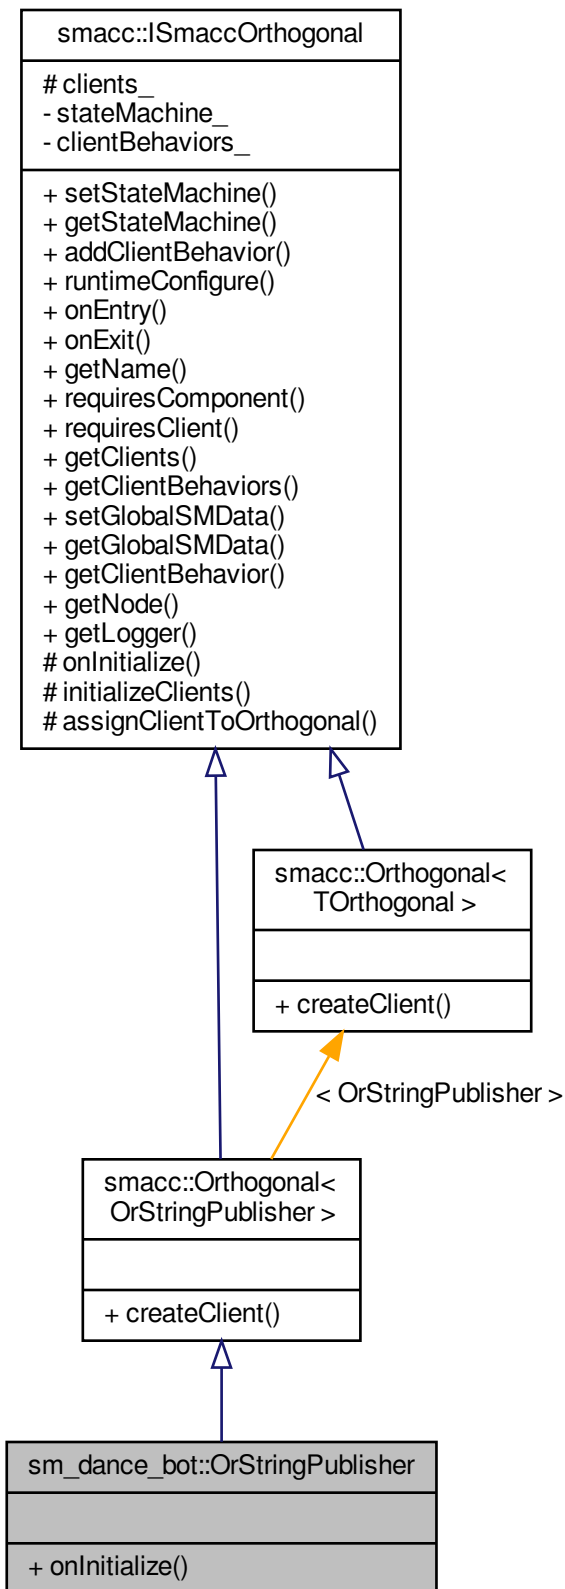 smacc::ISmaccOrthogonal
# clients_
- stateMachine_
- clientBehaviors_
+ setStateMachine()
+ getStateMachine()
+ addClientBehavior()
+ runtimeConfigure()
+ onEntry()
+ onExit()
+ getName()
+ requiresComponent()
+ requiresClient()
+ getClients()
+ getClientBehaviors()
+ setGlobalSMData()
+ getGlobalSMData()
+ getClientBehavior()
+ getNode()
+ getLogger()
# onInitialize()
# initializeClients()
# assignClientToOrthogonal()
smacc::Orthogonal<
TOrthogonal >
+ createClient()
< OrStringPublisher >
smacc::Orthogonal<
OrStringPublisher >
+ createClient()
sm_dance_bot::OrStringPublisher
+ onInitialize()